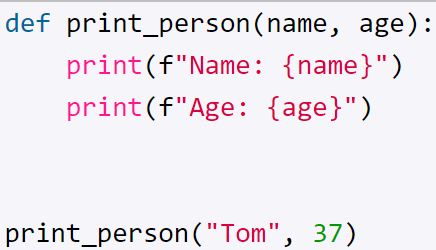 def print_person(name, age):
    print(f"Name: {name}")
    print(f"Age: {age}")
print_person("Tom", 37)